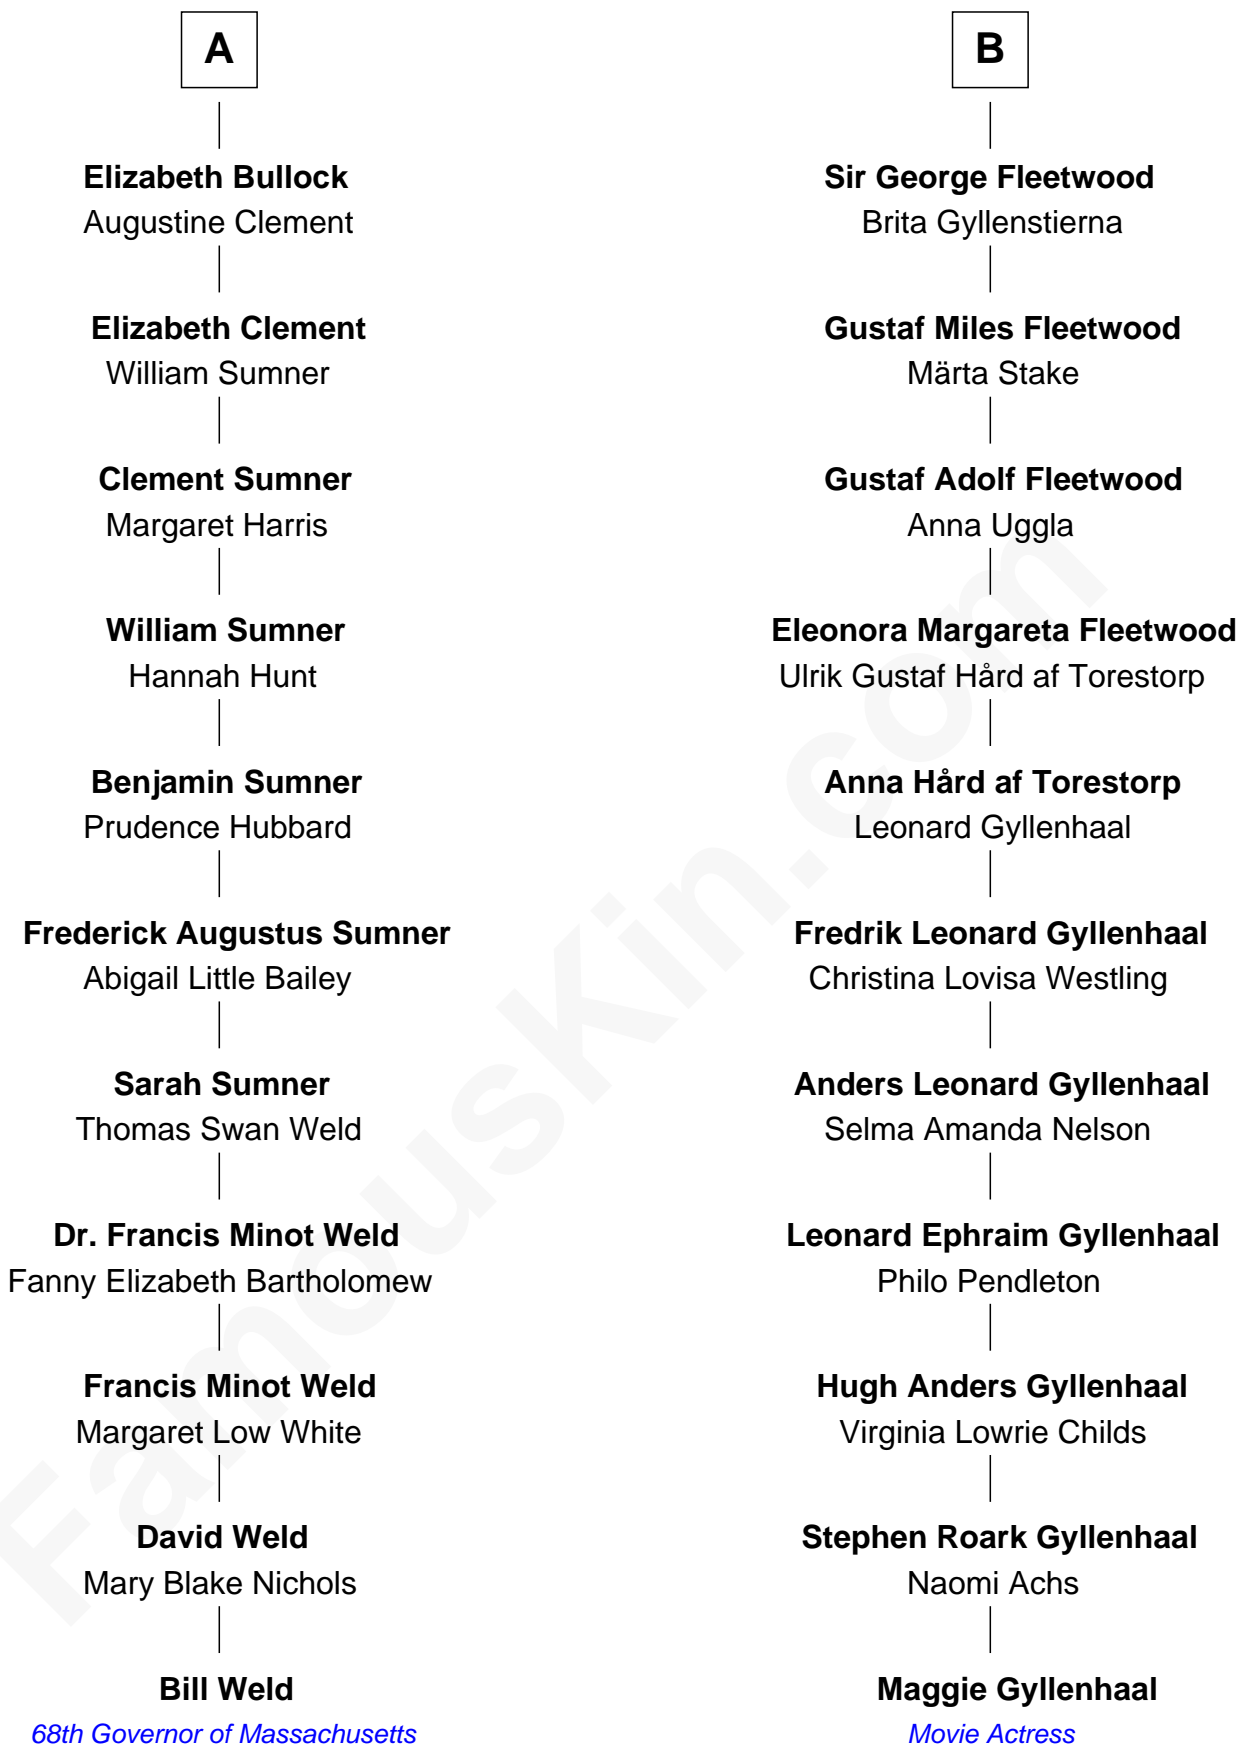 A
Elizabeth Bullock
Augustine Clement
Elizabeth Clement
William Sumner
Clement Sumner
Margaret Harris
William Sumner
Hannah Hunt
Benjamin Sumner
Prudence Hubbard
Frederick Augustus Sumner
Abigail Little Bailey
Sarah Sumner
Thomas Swan Weld
Dr. Francis Minot Weld
Fanny Elizabeth Bartholomew
Francis Minot Weld
Margaret Low White
David Weld
Mary Blake Nichols
Bill Weld
68th Governor of Massachusetts
B
Sir George Fleetwood
Brita Gyllenstierna
Gustaf Miles Fleetwood
Märta Stake
Gustaf Adolf Fleetwood
Anna Uggla
Eleonora Margareta Fleetwood
Ulrik Gustaf Hård af Torestorp
Anna Hård af Torestorp
Leonard Gyllenhaal
Fredrik Leonard Gyllenhaal
Christina Lovisa Westling
Anders Leonard Gyllenhaal
Selma Amanda Nelson
Leonard Ephraim Gyllenhaal
Philo Pendleton
Hugh Anders Gyllenhaal
Virginia Lowrie Childs
Stephen Roark Gyllenhaal
Naomi Achs
Maggie Gyllenhaal
Movie Actress
FamousKin.com